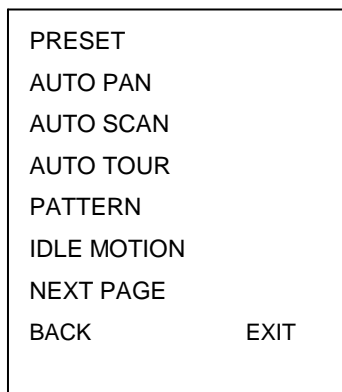 PRESET
AUTO PAN
AUTO SCAN
AUTO TOUR
PATTERN
IDLE MOTION
NEXT PAGE
BACK EXIT